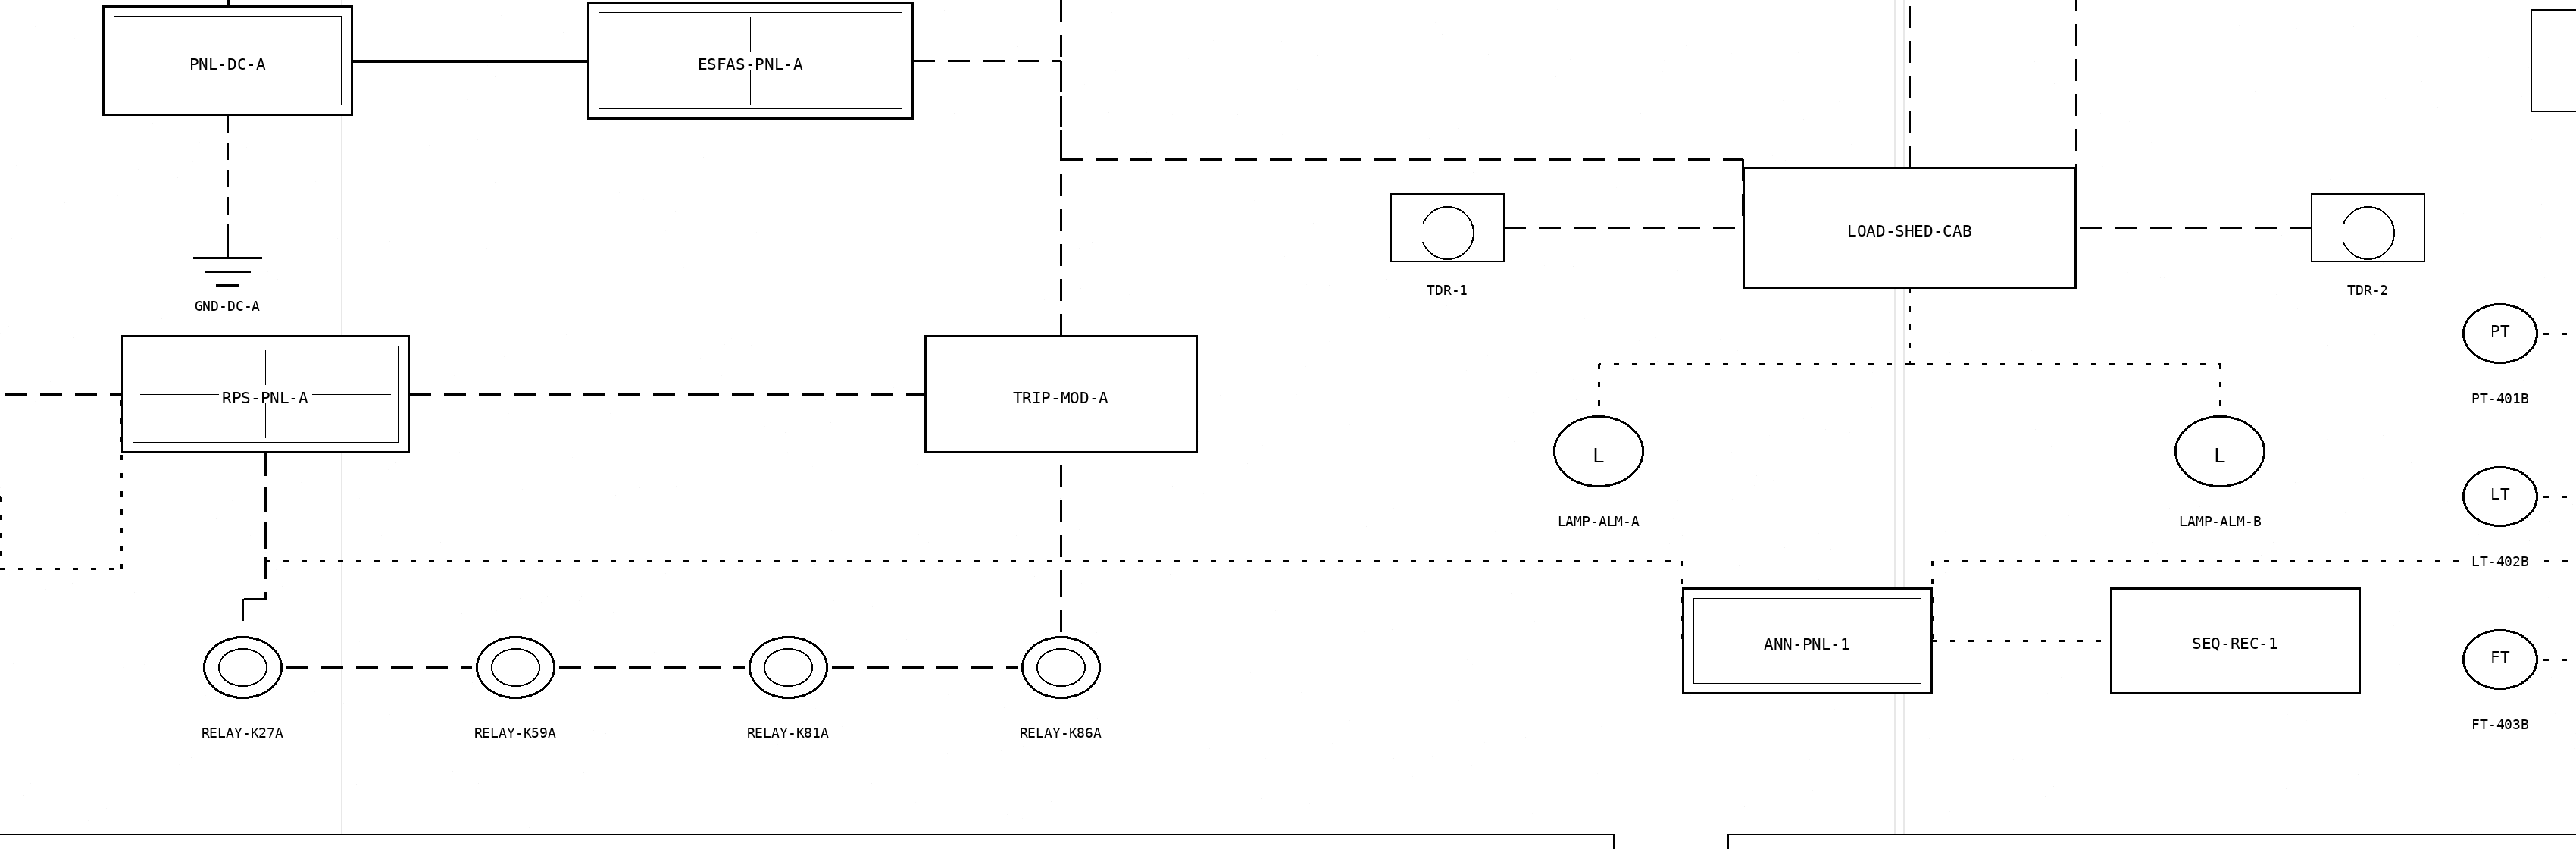 PNL-DC-A
ESFAS-PNL-A
LOAD-SHED-CAB
TDR-1
TDR-2
GND-DC-A
PT
RPS-PNL-A
TRIP-MOD-A
PT-401B
L
L
LT
LAMP-ALM-A
LAMP-ALM-B
LT-402B
ANN-PNL-1
SEQ-REC-1
FT
RELAY-K27A
RELAY-K59A
RELAY-K81A
RELAY-K86A
FT-403B